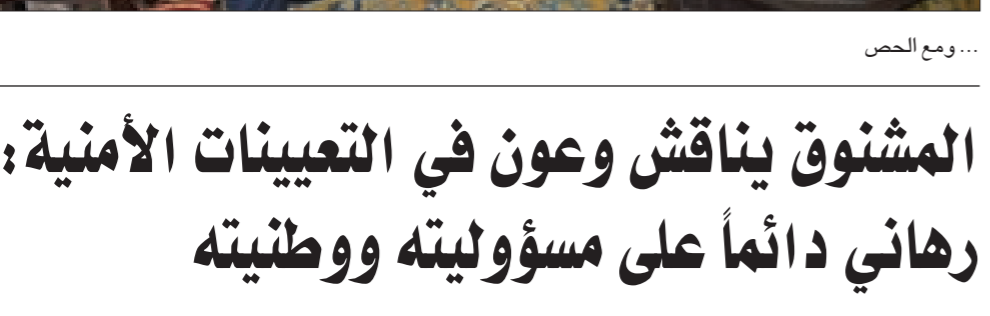 ... ومع الحص
المشنوق يناقش وعون في التعيينات الأمنية:
رهاني دائماً على مسؤوليته ووطنيته